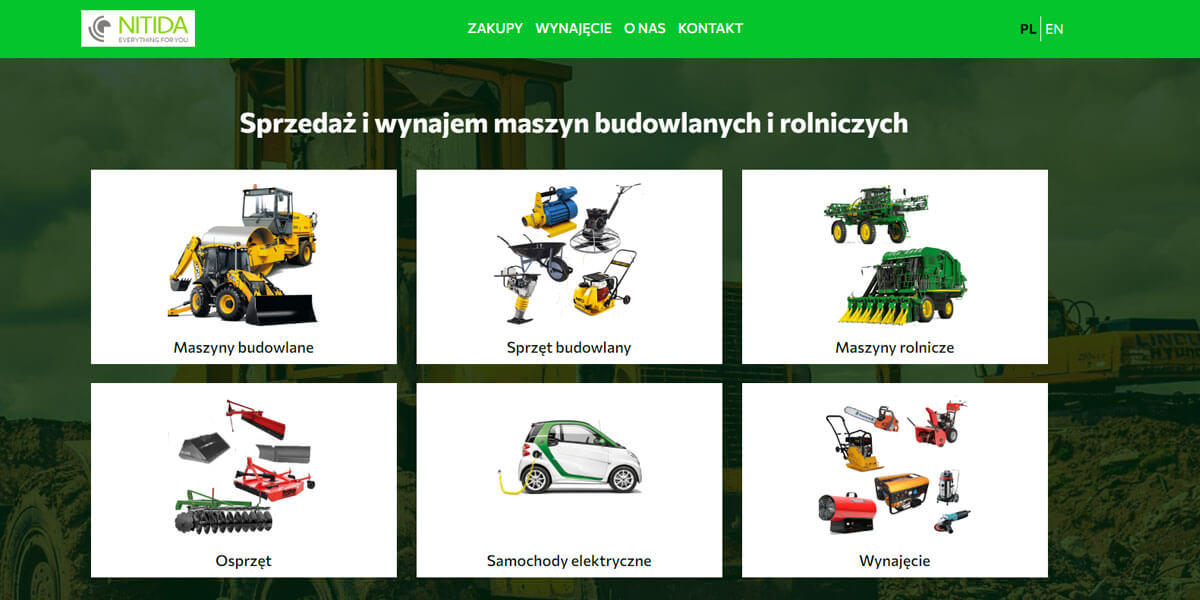 NITIDA
EVERYTHING FOR YOU
ZAKUPY WYNAJĘCIE O NAS KONTAKT
PL EN
Sprzedaż i wynajem maszyn budowlanych i rolniczych
Maszyny budowlane
Sprzęt budowlany
Maszyny rolnicze
Osprzęt
Samochody elektryczne
Wynajęcie